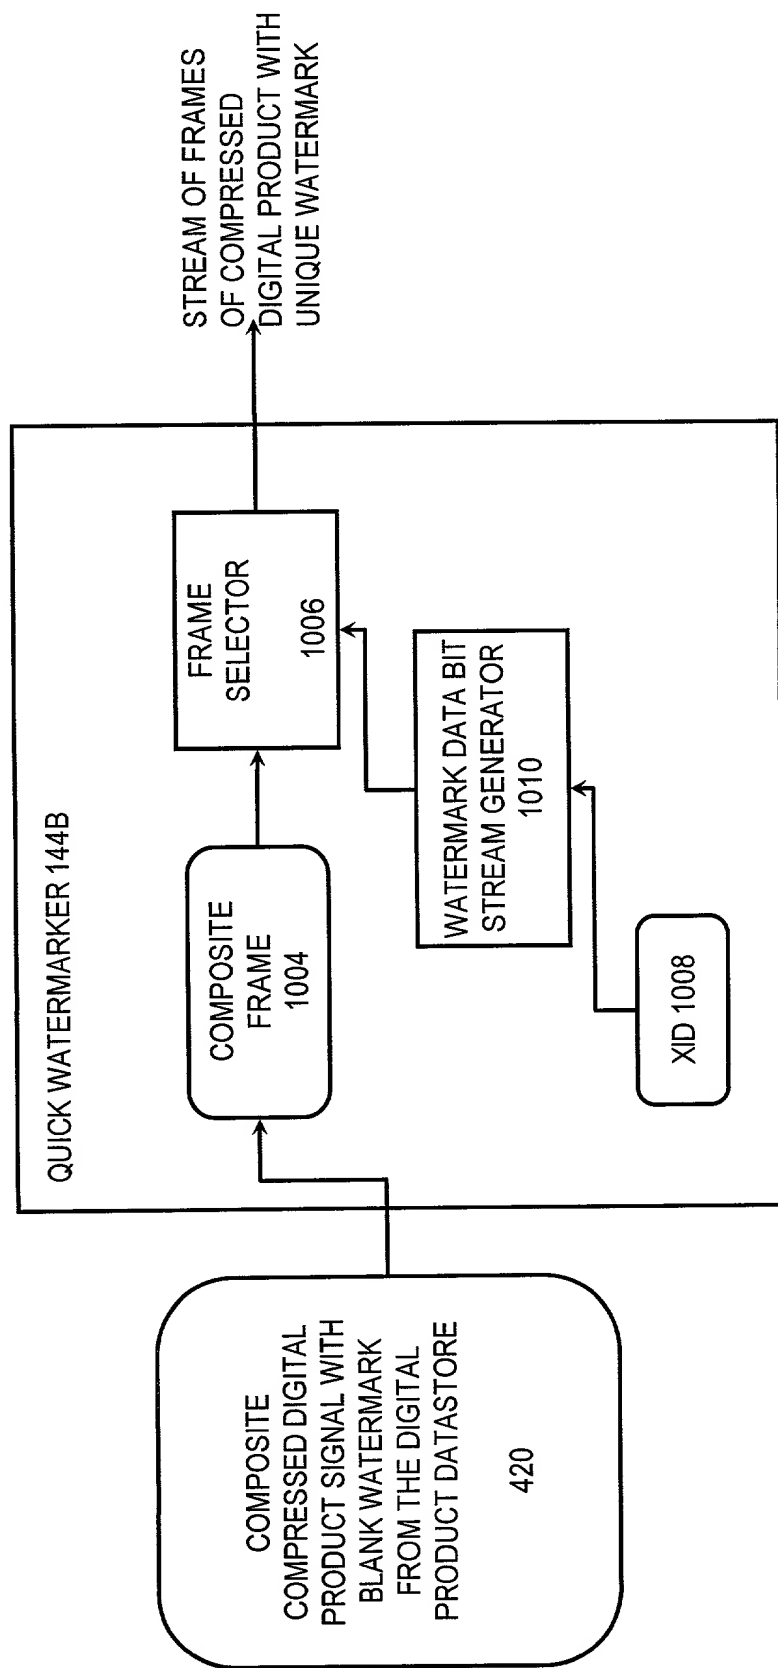 QUICK WATERMARKER 144B
COMPOSITE
COMPRESSED DIGITAL
PRODUCT SIGNAL WITH
BLANK WATERMARK
FROM THE DIGITAL
PRODUCT DATASTORE
420
COMPOSITE
FRAME
1004
FRAME
SELECTOR
1006
STREAM OF FRAMES
OF COMPRESSED
DIGITAL PRODUCT WITH
UNIQUE WATERMARK
WATERMARK DATA BIT
STREAM GENERATOR
1010
XID 1008